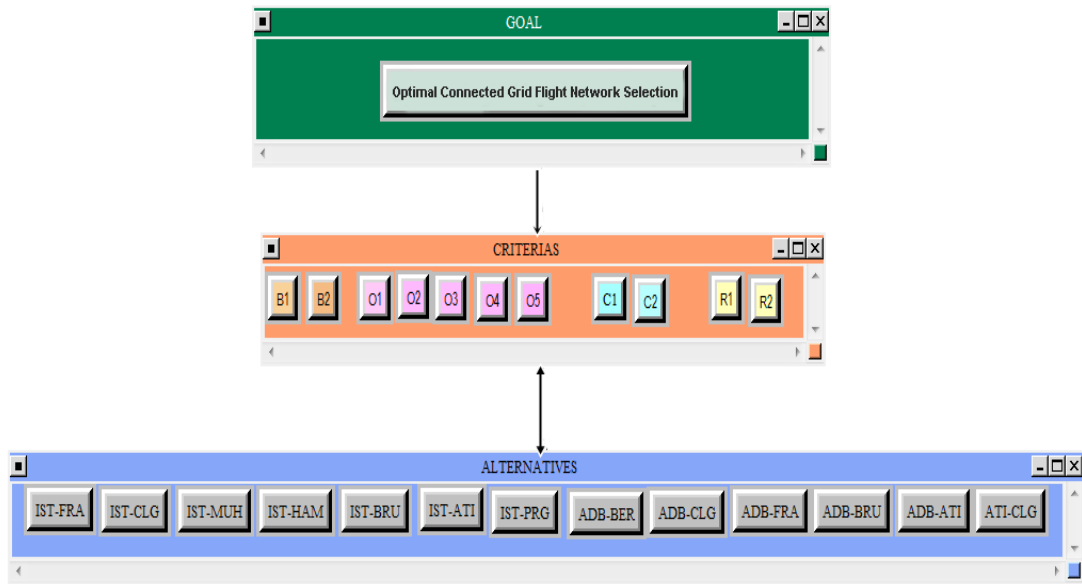 GOAL
Optimal Connected Grid Flight Network Selection
CRITERIAS
B1 B2 O1 O2 O3 O4 O5 C1 C2 R1 R2
ALTERNATIVES
IST-FRA IST-CLG IST-MUH IST-HAM IST-BRU IST-ATI IST-PRG ADB-BER ADB-CLG ADB-FRA ADB-BRU ADB-ATI ATI-CLG